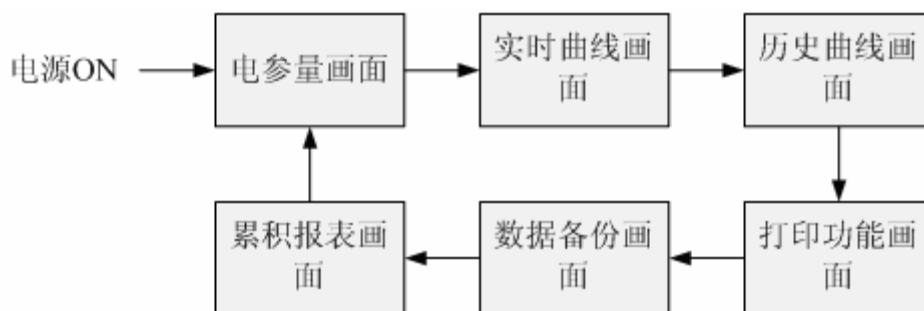 电源ON
电参量画面
实时曲线画
面
历史曲线画
面
打印功能画
面
数据备份画
面
累积报表画
面